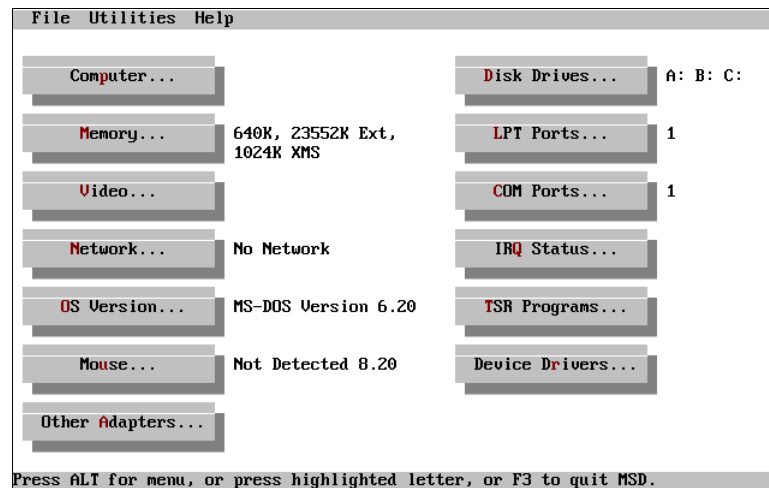 File Utilities Help
Computer... Disk Drives... A: B: C:
Memory... 640K, 23552K Ext, LPT Ports... 1
1024K XMS
Video... COM Ports... 1
Network... No Network IRQ Status...
OS Version... MS-DOS Version 6.20 TSR Programs...
Mouse... Not Detected 8.20 Device Drivers...
Other Adapters...
Press ALT for menu, or press highlighted letter, or F3 to quit MSD.